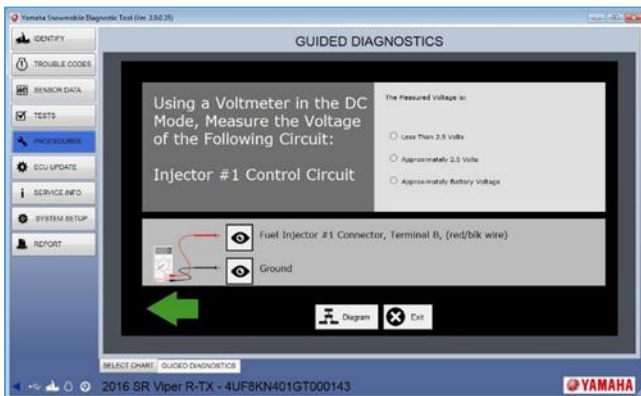 Yamaha Snowmobile Diagnostic Tool (Ver. 2.0.0.25)
IDENTIFY
TROUBLE CODES
SENSOR DATA
TESTS
PROCEDURES
ECU UPDATE
SERVICE INFO
SYSTEM SETUP
REPORT
GUIDED DIAGNOSTICS
Using a Voltmeter in the DC
Mode, Measure the Voltage
of the Following Circuit:
Injector #1 Control Circuit
The Measured Voltage is:
Less Than 2.5 Volts
Approximately 2.5 Volts
Approximately Battery Voltage
Fuel Injector #1 Connector, Terminal B, (red/blk wire)
Ground
Diagram
Exit
SELECT CHART
GUIDED DIAGNOSTICS
2016 SR Viper R-TX - 4UF8KN401GT000143
YAMAHA